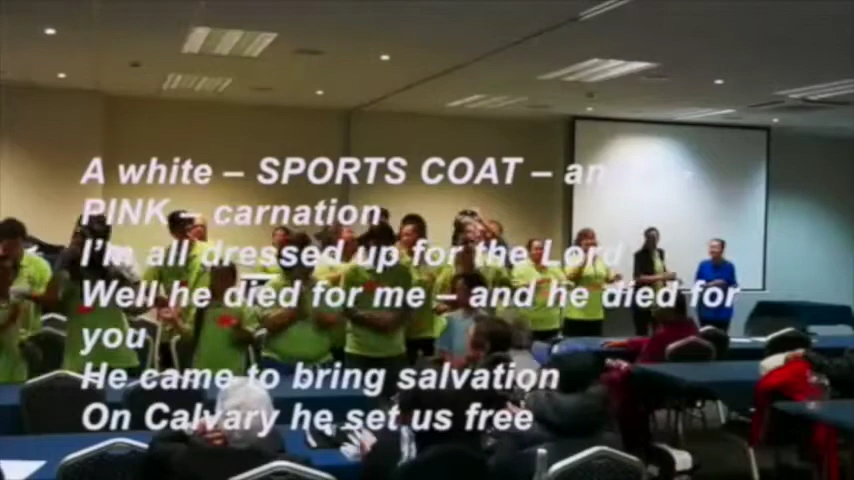 A white – SPORTS COAT – an
PINK – carnation
I'm all dressed up for the Lord
Well he died for me – and he died for
you
He came to bring salvation
On Calvary he set us free